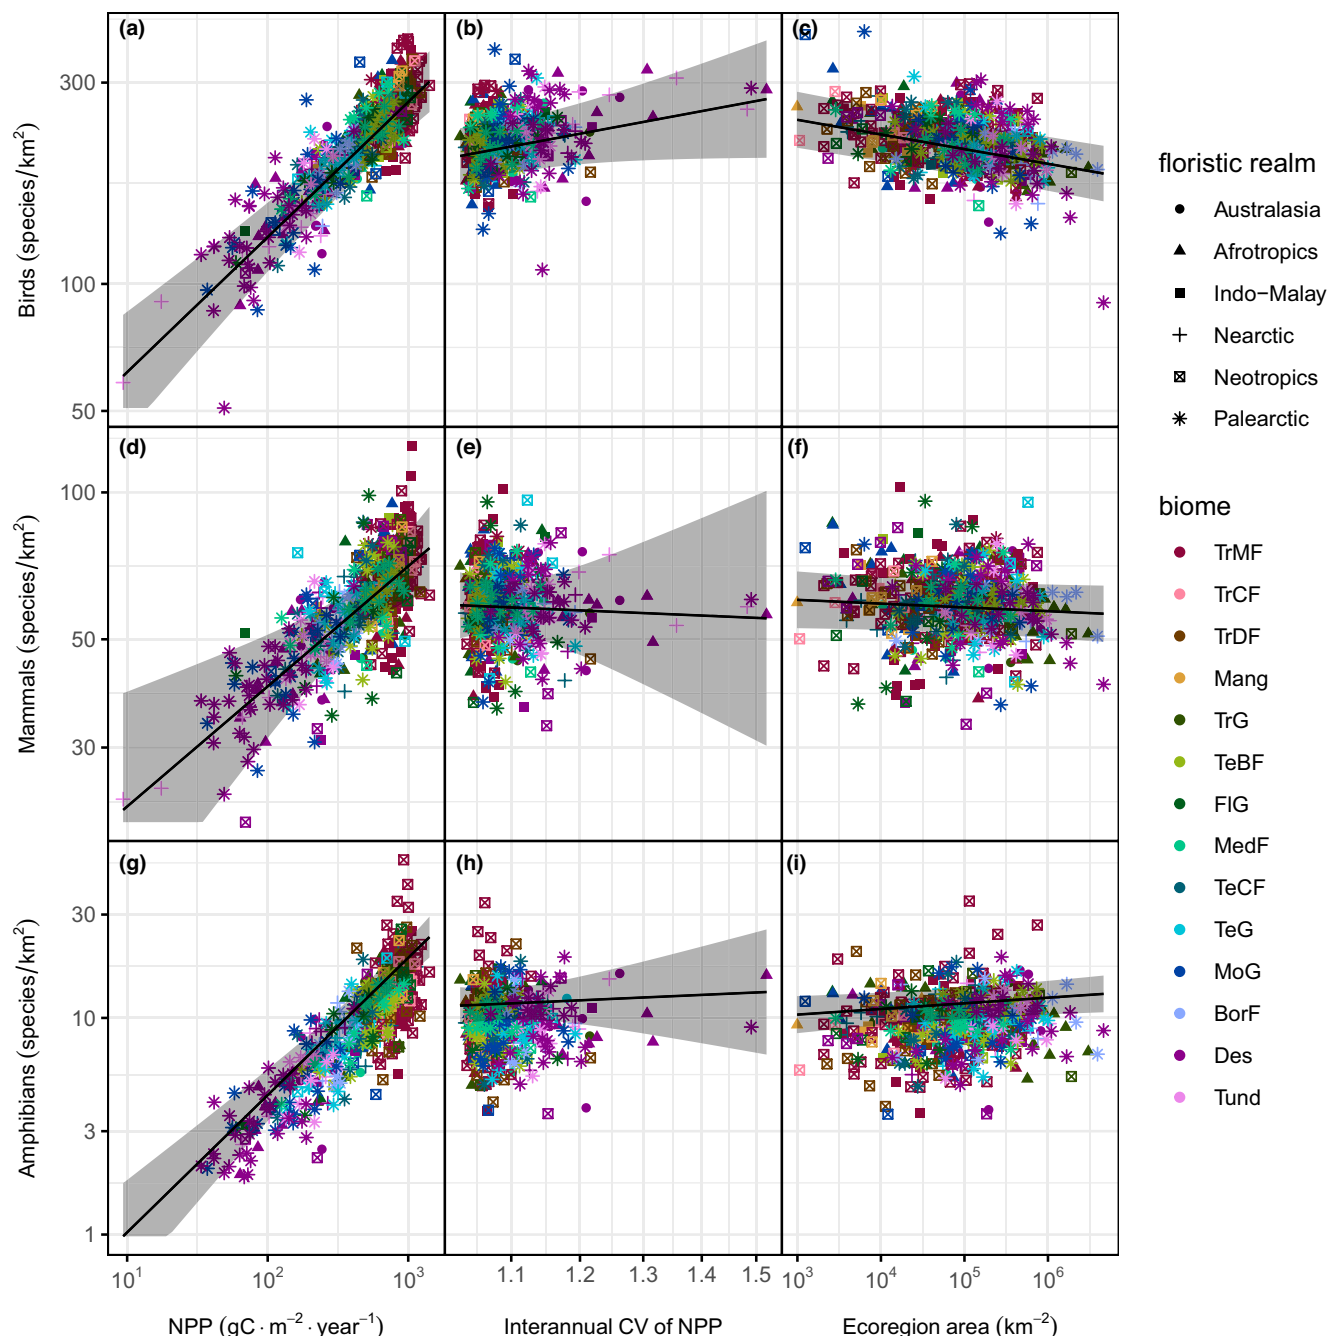 (a)
(b)
(c)
300
100
50
Birds (species/km²)
(d)
(e)
(f)
100
50
30
Mammals (species/km²)
(g)
(h)
(i)
30
10
3
1
Amphibians (species/km²)
10¹ 10² 10³
1.1 1.2 1.3 1.4 1.5
10³ 10⁴ 10⁵ 10⁶
NPP (gC · m⁻² · year⁻¹)
Interannual CV of NPP
Ecoregion area (km⁻²)
floristic realm
Australasia
Afrotropics
Indo−Malay
Nearctic
Neotropics
Palearctic
biome
TrMF
TrCF
TrDF
Mang
TrG
TeBF
FlG
MedF
TeCF
TeG
MoG
BorF
Des
Tund